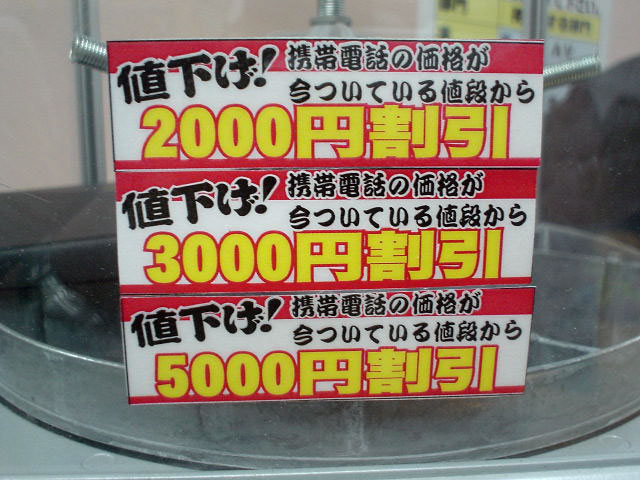 値下げ! 携帯電話の価格が
今ついている値段から
2000円割引
値下げ! 携帯電話の価格が
今ついている値段から
3000円割引
値下げ! 携帯電話の価格が
今ついている値段から
5000円割引